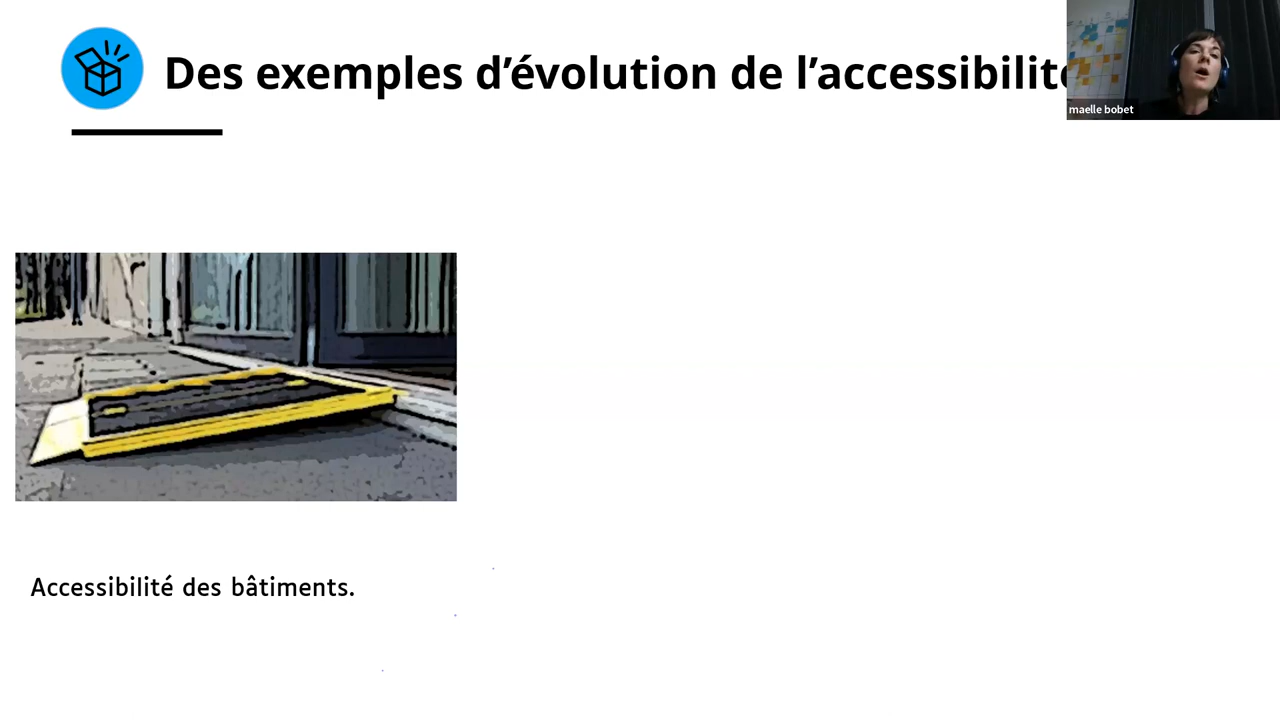 Des exemples d’évolution de l’accessibilité
maelle bobet
Accessibilité des bâtiments.